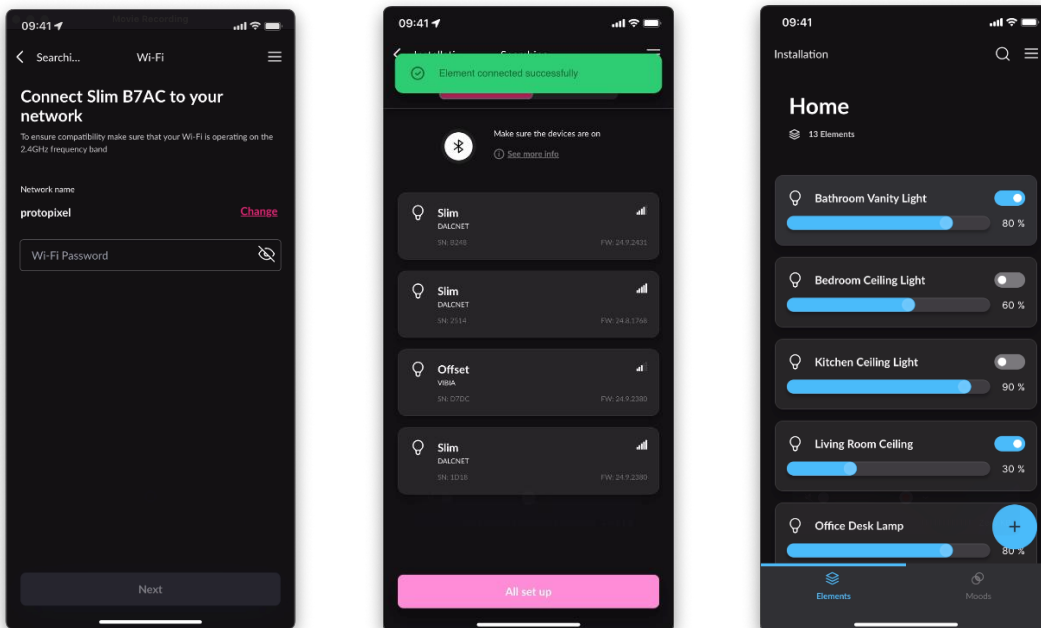 09:41
Searchi...
Wi-Fi
Connect Slim B7AC to your
network
To ensure compatibility make sure that your Wi-Fi is operating on the
2.4GHz frequency band
Network name
protopixel
Change
Wi-Fi Password
Next
09:41
Element connected successfully
Make sure the devices are on
See more info
Slim
DALCNET
SN: 8248
FW: 24.9.2431
Slim
DALCNET
SN: 2514
FW: 24.8.1766
Offset
VIBIA
SN: D7DC
FW: 24.9.2380
Slim
DALCNET
SN: 1D18
FW: 24.9.2380
All set up
09:41
Installation
Home
13 Elements
Bathroom Vanity Light
80 %
Bedroom Ceiling Light
60 %
Kitchen Ceiling Light
90 %
Living Room Ceiling
30 %
Office Desk Lamp
80 %
Elements
Moods